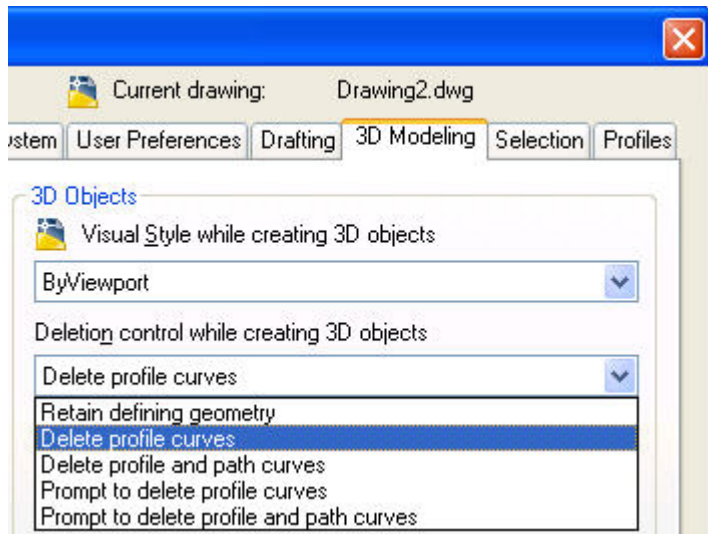 Current drawing: Drawing2.dwg
User Preferences Drafting 3D Modeling Selection Profiles
3D Objects
Visual Style while creating 3D objects
ByViewport
Deletion control while creating 3D objects
Delete profile curves
Retain defining geometry
Delete profile curves
Delete profile and path curves
Prompt to delete profile curves
Prompt to delete profile and path curves